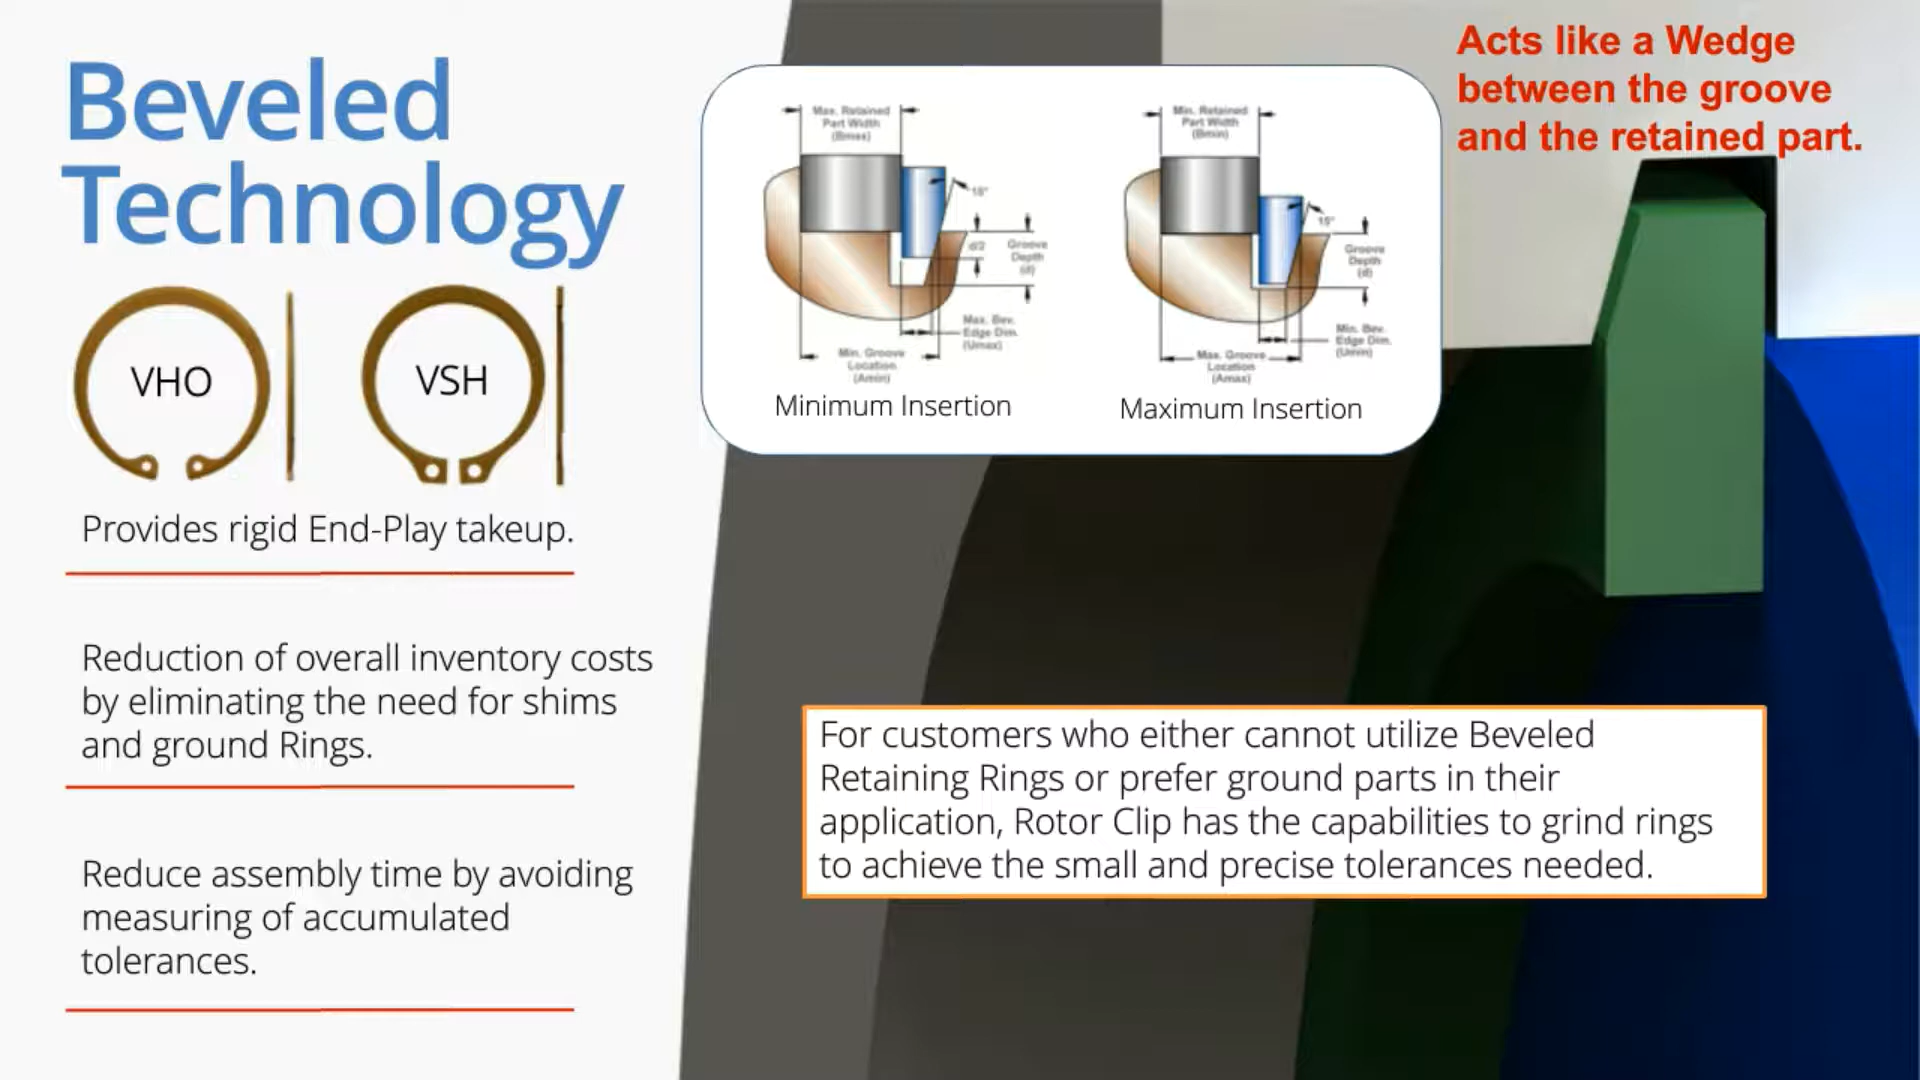 Beveled
Technology
VHO
VSH
Provides rigid End-Play takeup.
Reduction of overall inventory costs
by eliminating the need for shims
and ground Rings.
Reduce assembly time by avoiding
measuring of accumulated
tolerances.
Max. Retained
Part Width
(Bmax)
15°
d/2
Groove
Depth
(d)
Max. Bev.
Edge Dim.
(Umax)
Min. Groove
Location
(Amin)
Minimum Insertion
Min. Retained
Part Width
(Bmin)
15°
Groove
Depth
(d)
Min. Bev.
Edge Dim.
(Umin)
Max. Groove
Location
(Amax)
Maximum Insertion
Acts like a Wedge
between the groove
and the retained part.
For customers who either cannot utilize Beveled
Retaining Rings or prefer ground parts in their
application, Rotor Clip has the capabilities to grind rings
to achieve the small and precise tolerances needed.